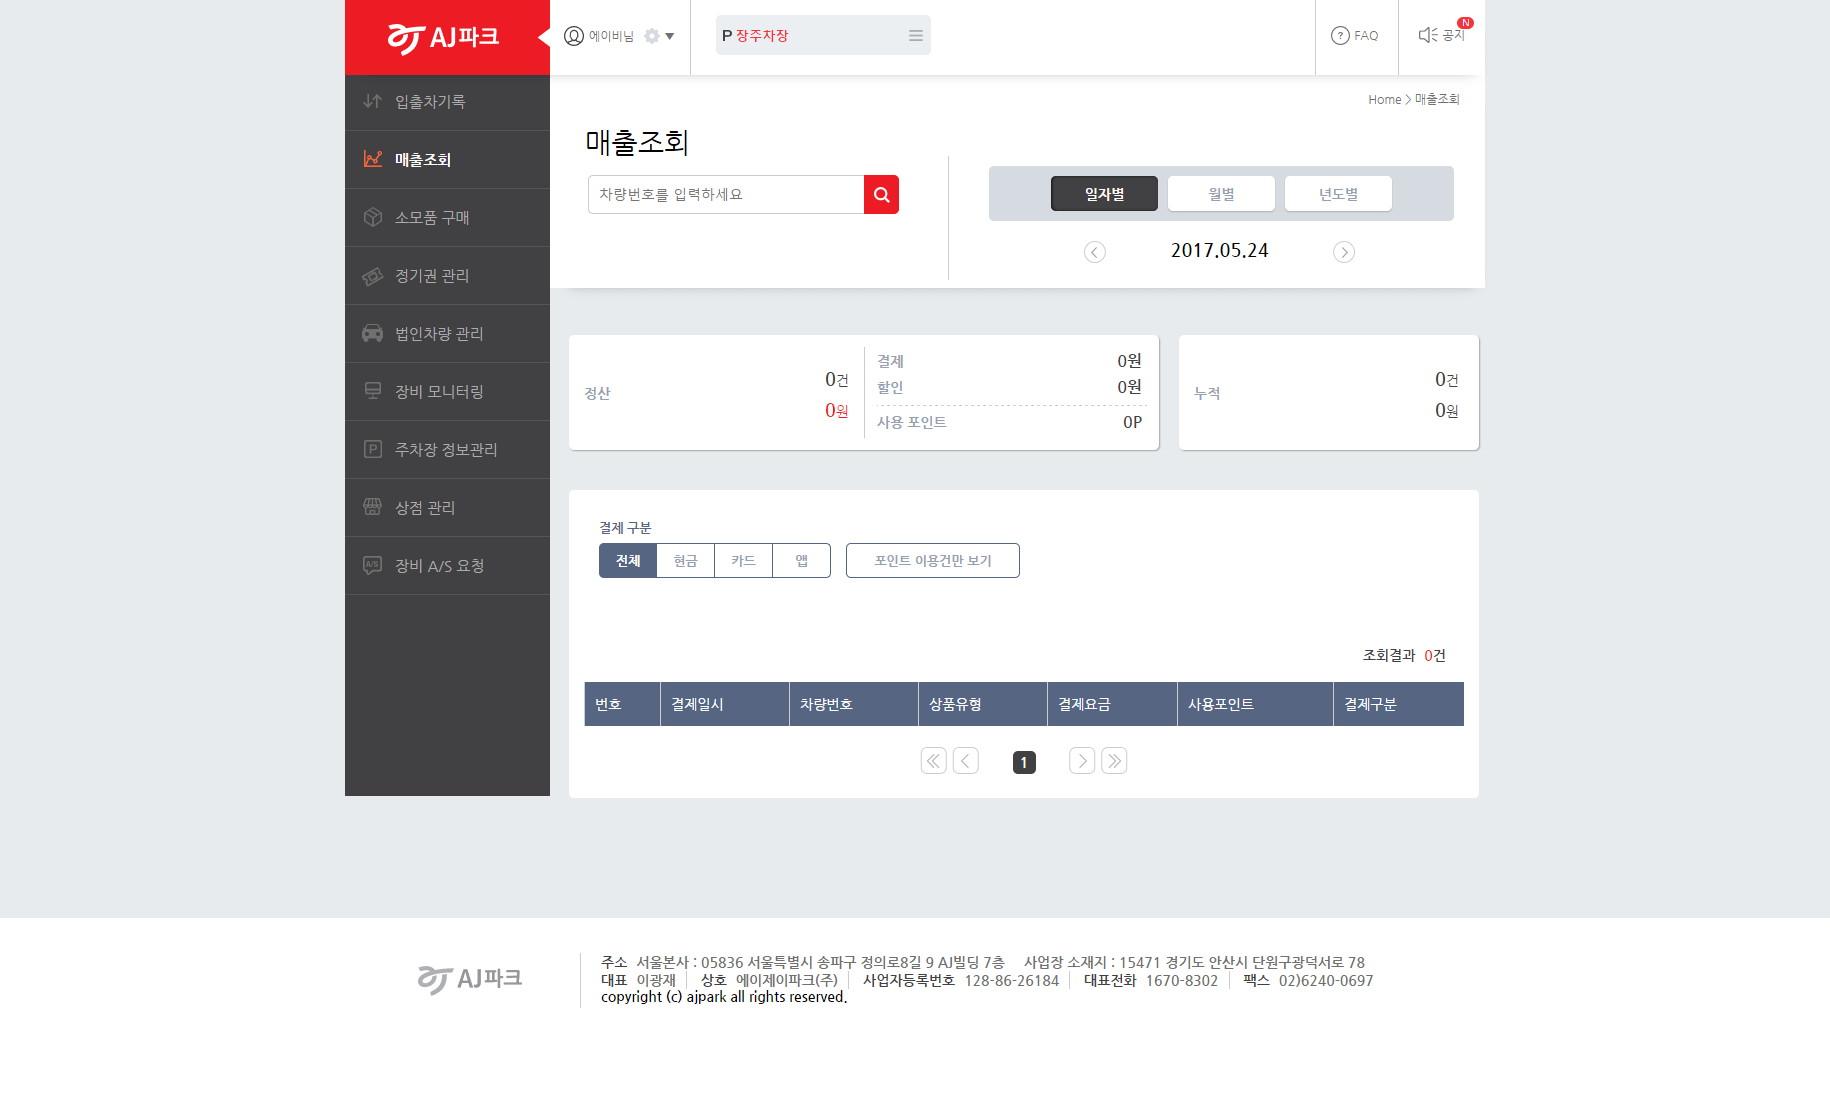 AJ파크
에이비님
P 장주차장
FAQ
공지
N
입출차기록
매출조회
소모품 구매
정기권 관리
법인차량 관리
장비 모니터링
P
주차장 정보관리
상점 관리
A/S
장비 A/S 요청
Home > 매출조회
매출조회
차량번호를 입력하세요
일자별
월별
년도별
2017.05.24
정산
0건
0원
결제
0원
할인
0원
사용 포인트
0P
누적
0건
0원
결제 구분
전체
현금
카드
앱
포인트 이용건만 보기
조회결과 0건
번호
결제일시
차량번호
상품유형
결제요금
사용포인트
결제구분
1
AJ파크
주소 서울본사 : 05836 서울특별시 송파구 정의로8길 9 AJ빌딩 7층 사업장 소재지 : 15471 경기도 안산시 단원구광덕서로 78
대표 이광재 상호 에이제이파크(주) 사업자등록번호 128-86-26184 대표전화 1670-8302 팩스 02)6240-0697
copyright (c) ajpark all rights reserved.